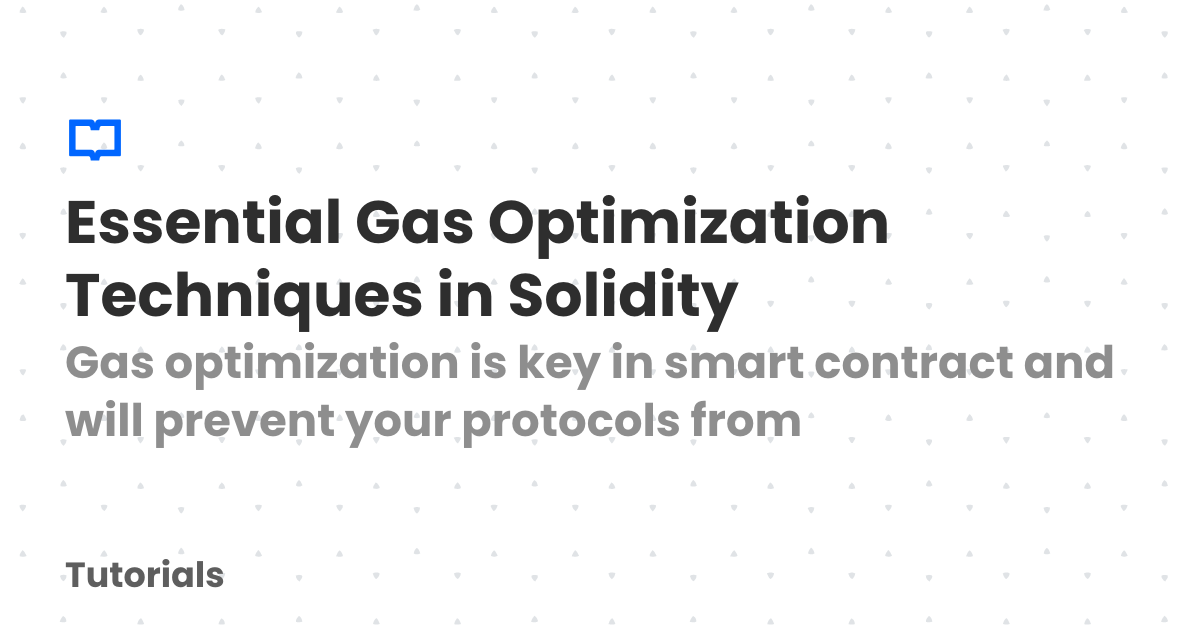 Essential Gas Optimization
Techniques in Solidity
Gas optimization is key in smart contract and
will prevent your protocols from
Tutorials